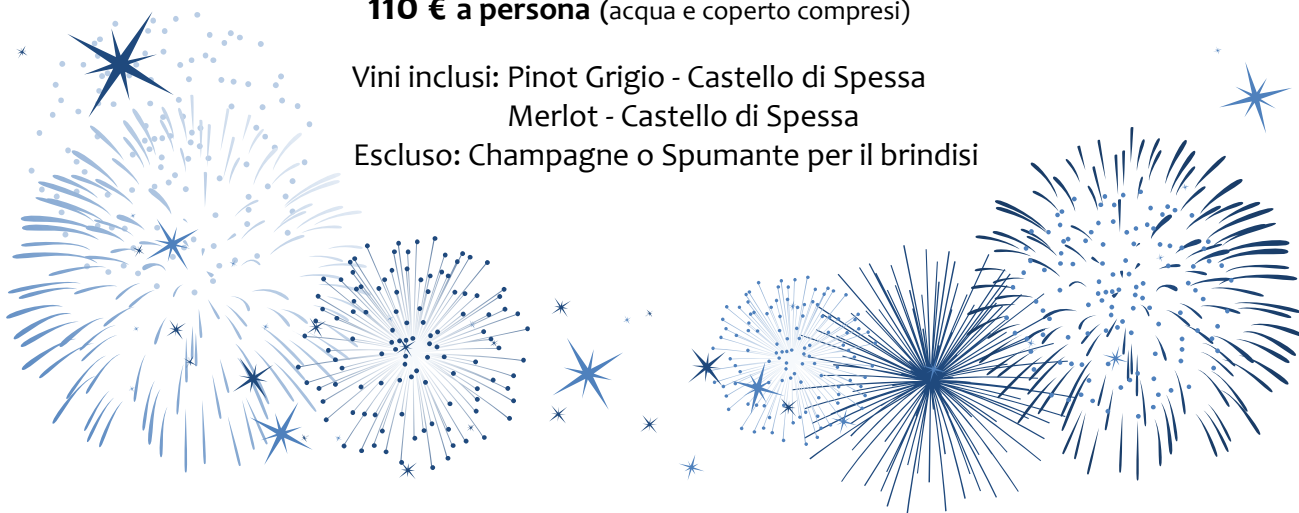 110 € a persona (acqua e coperto compresi)
Vini inclusi: Pinot Grigio - Castello di Spessa
Merlot - Castello di Spessa
Escluso: Champagne o Spumante per il brindisi